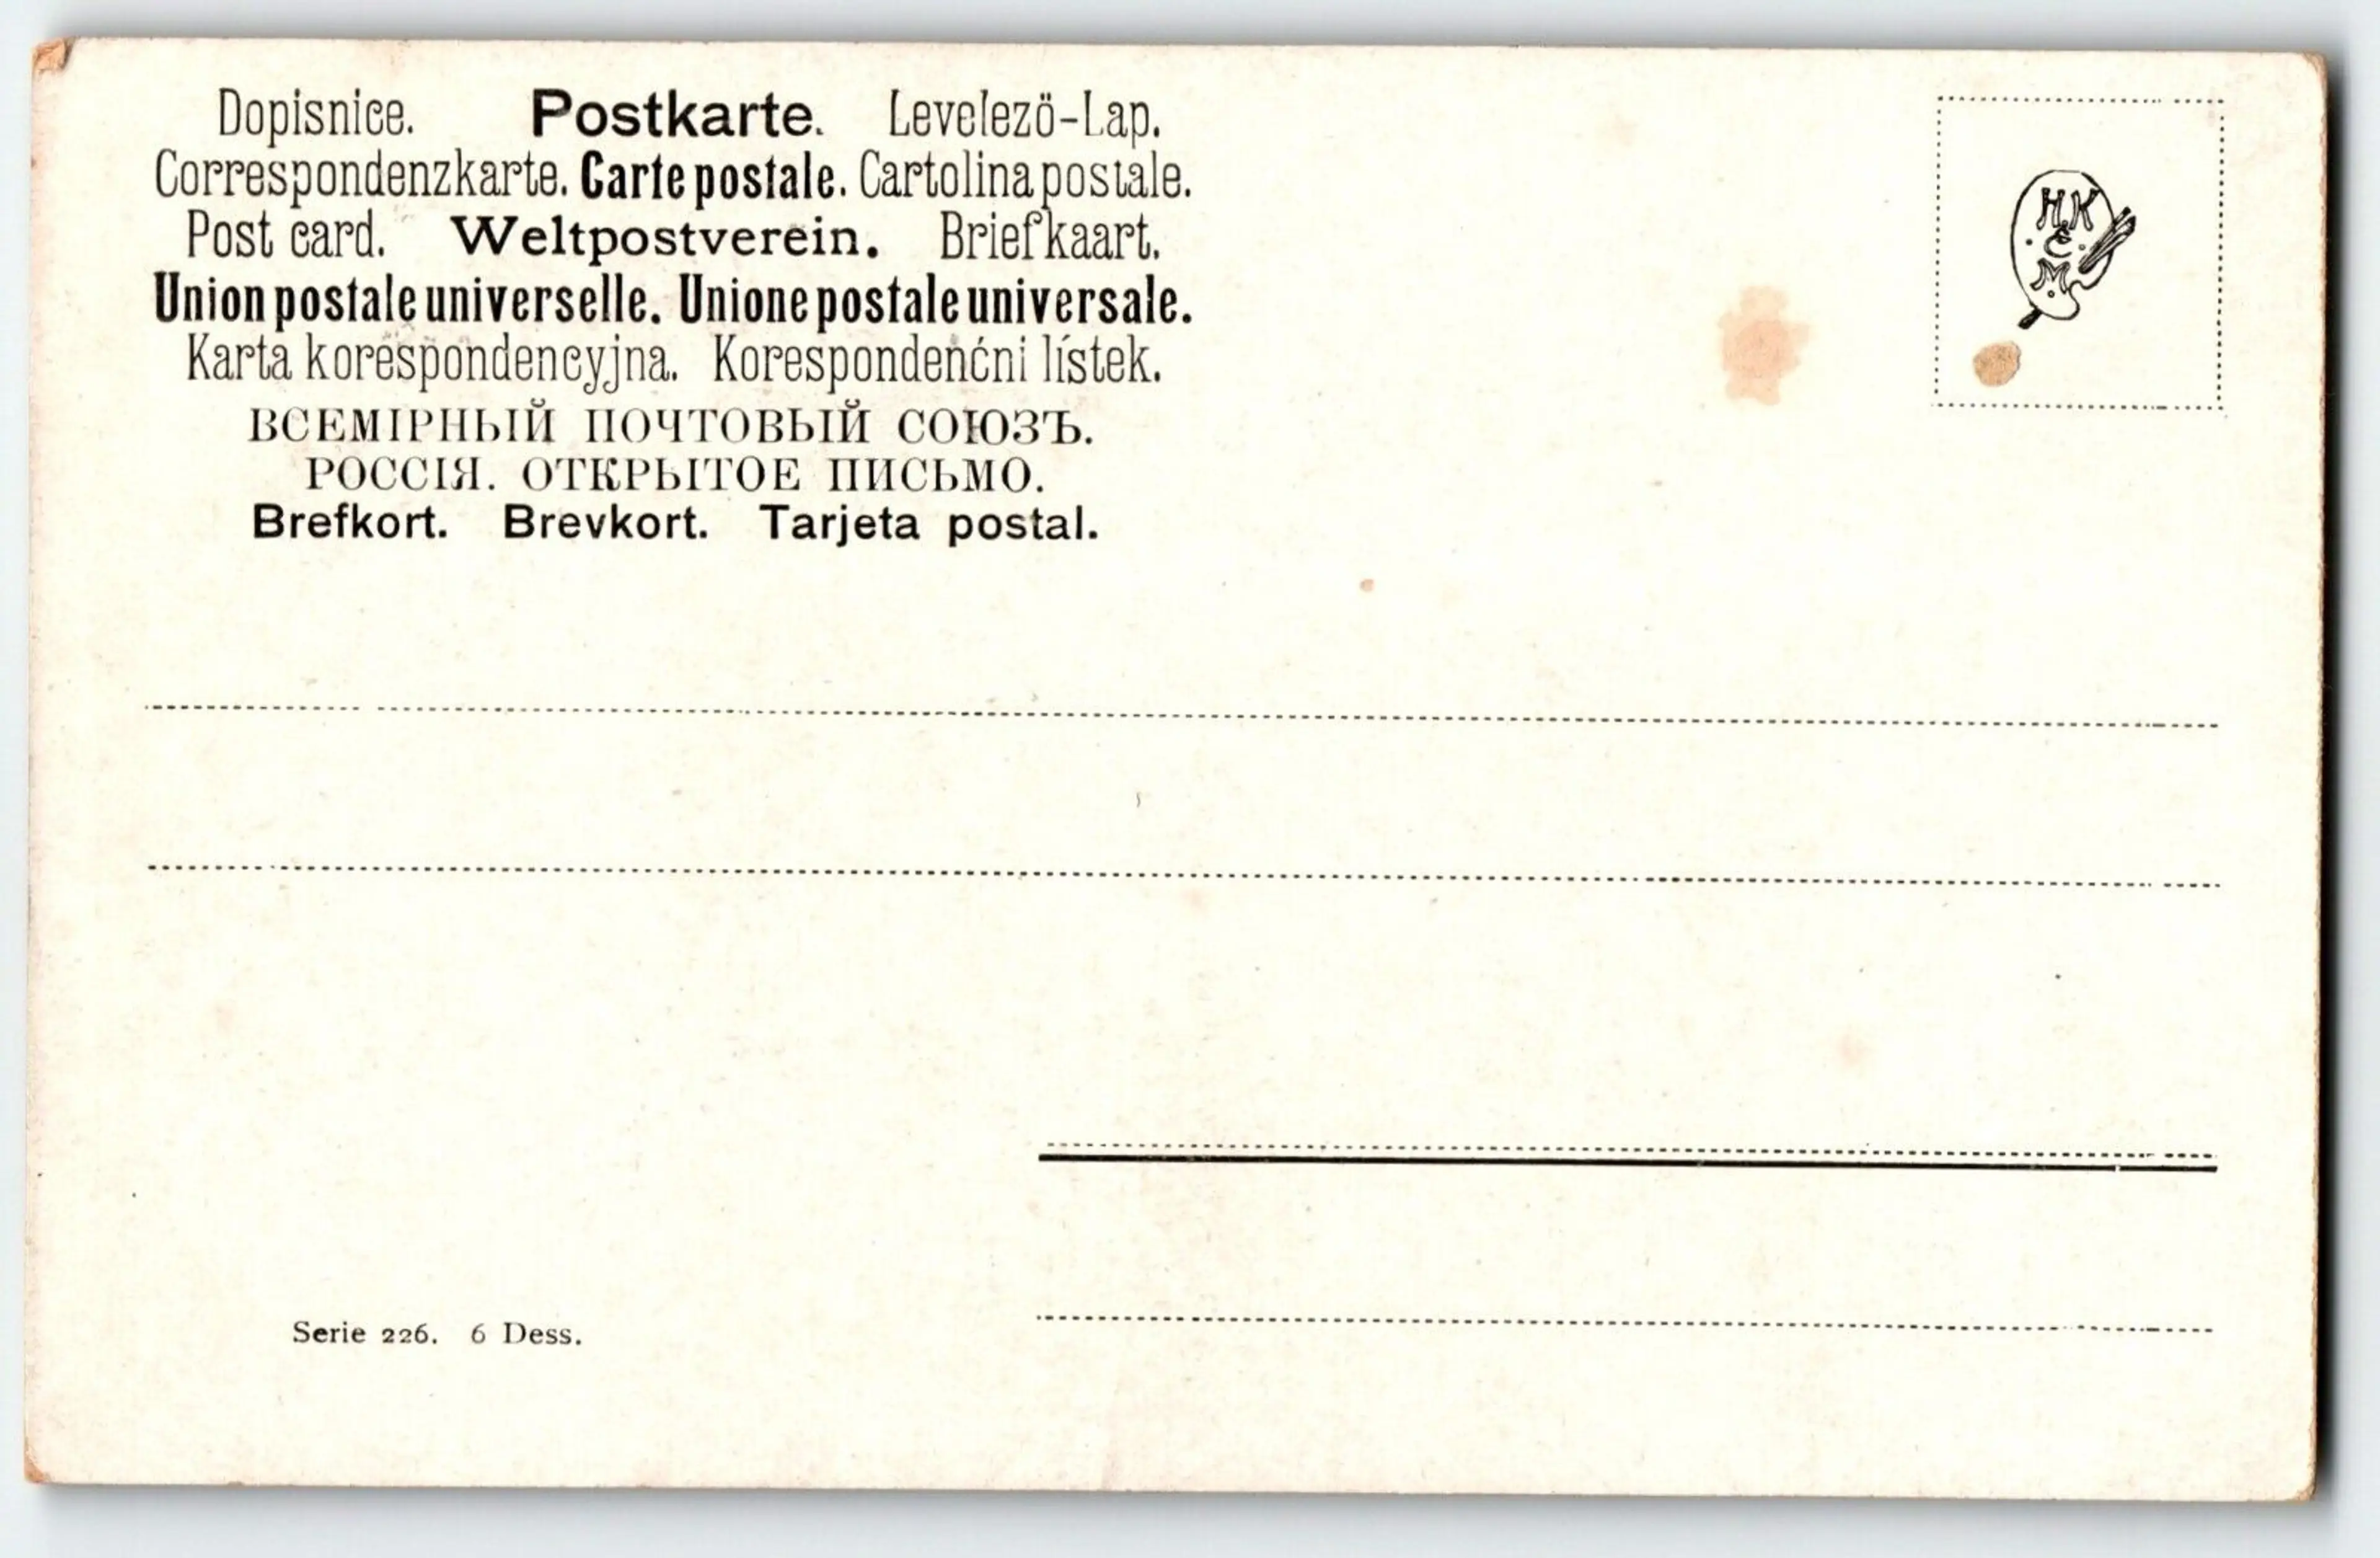 Dopisnice. Postkarte. Levelezö-Lap.
Correspondenzkarte. Carte postale. Cartolina postale.
Post card. Weltpostverein. Briefkaart.
Union postale universelle. Unione postale universale.
Karta korespondencyjna. Korespondenćni lístek.
ВСЕМІРНЫЙ ПОЧТОВЫЙ СОЮЗЪ.
РОССІЯ. ОТКРЫТОЕ ПИСЬМО.
Brefkort. Brevkort. Tarjeta postal.
H.K
&
M.
Serie 226. 6 Dess.